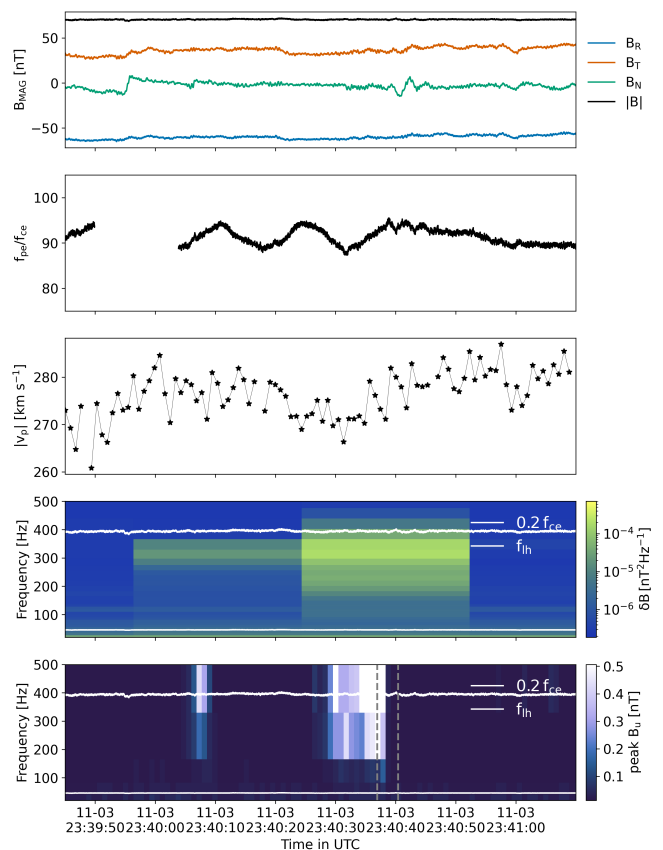 50
0
−50
B_MAG [nT]
B_R
B_T
B_N
|B|
100
90
80
f_pe/f_ce
280
270
260
|v_p| [km s⁻¹]
500
400
300
200
100
Frequency [Hz]
0.2 f_ce
f_lh
10⁻⁴
10⁻⁵
10⁻⁶
δB [nT²Hz⁻¹]
500
400
300
200
100
Frequency [Hz]
0.2 f_ce
f_lh
0.5
0.4
0.3
0.2
0.1
peak B_u [nT]
11-03 11-03 11-03 11-03 11-03 11-03 11-03 11-03
23:39:50 23:40:00 23:40:10 23:40:20 23:40:30 23:40:40 23:40:50 23:41:00
Time in UTC